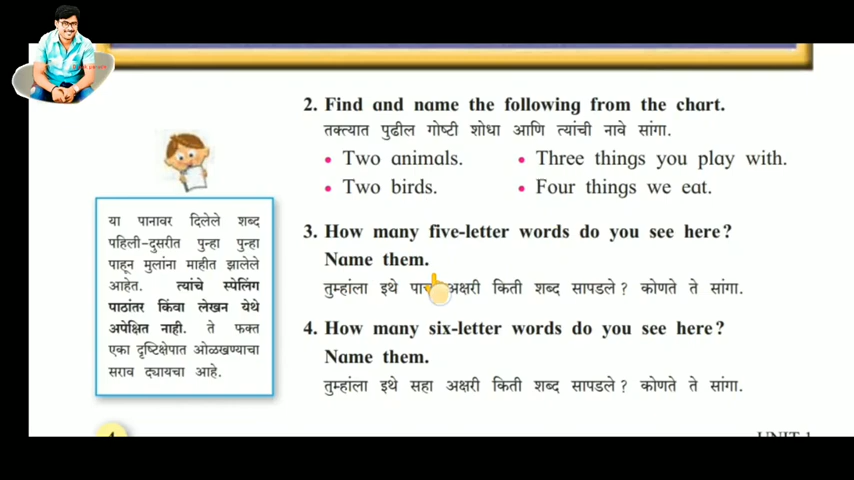 2. Find and name the following from the chart.
तक्त्यात पुढील गोष्टी शोधा आणि त्यांची नावे सांगा.
• Two animals. • Three things you play with.
• Two birds. • Four things we eat.
3. How many five-letter words do you see here?
Name them.
तुम्हांला इथे अक्षरी किती शब्द सापडले? कोणते ते सांगा.
4. How many six-letter words do you see here?
Name them.
तुम्हांला इथे सहा अक्षरी किती शब्द सापडले? कोणते ते सांगा.
या पानावर दिलेले शब्द
पहिली-दुसरीत पुन्हा पुन्हा
पाहून मुलांना माहीत झालेले
आहेत. त्यांचे स्पेलिंग
पाठांतर किंवा लेखन येथे
अपेक्षित नाही. ते फक्त
एका दृष्टिक्षेपात ओळखण्याचा
सराव द्यायचा आहे.